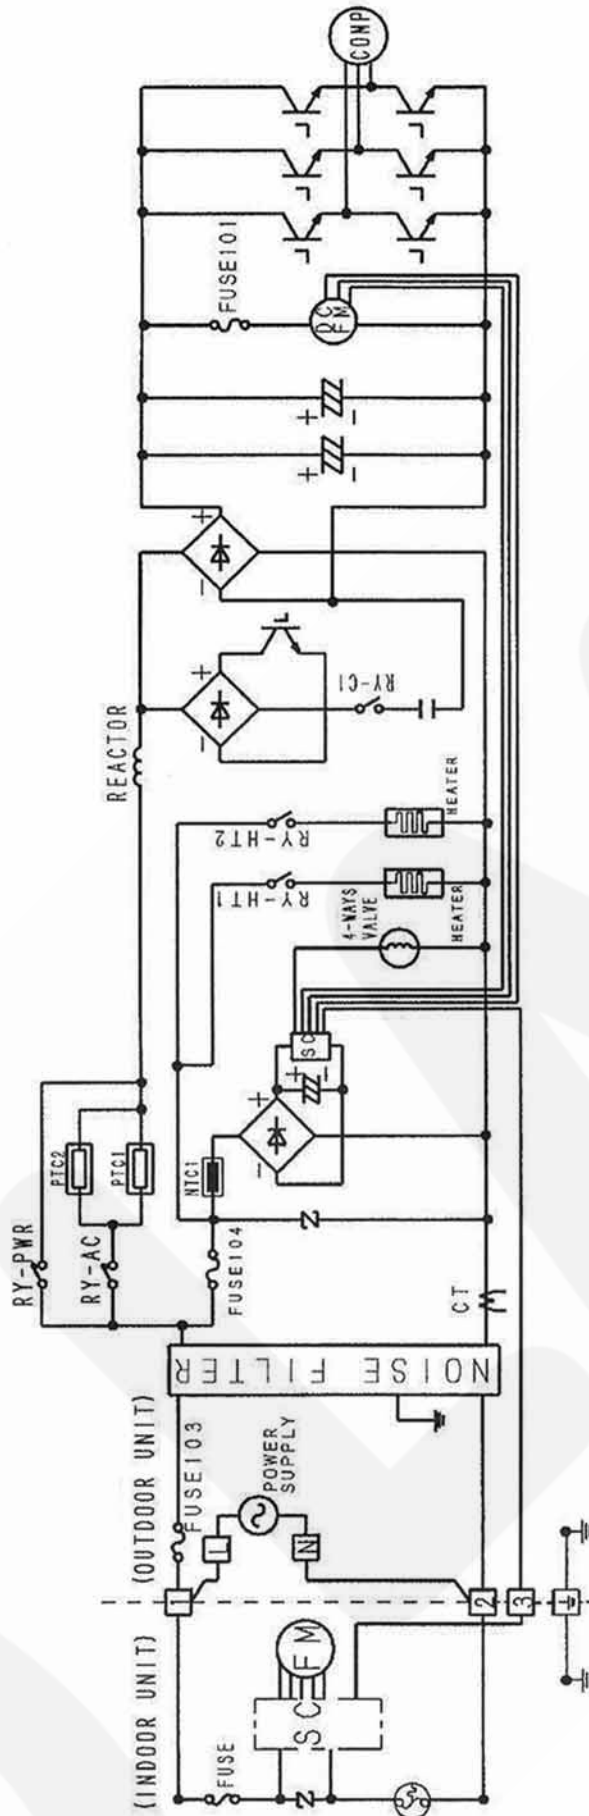 (INDOOR UNIT)
(OUTDOOR UNIT)
FUSE
SC
FM
1
2
3
L
N
POWER
SUPPLY
FUSE103
NOISE FILTER
CT
RY-PWR
RY-AC
PTC2
PTC1
FUSE104
NTC1
Z
Z
+
-
+
-
SC
4-WAYS
VALVE
RY-HT1
HEATER
RY-HT2
HEATER
REACTOR
-
+
RY-C1
-
+
+
-
+
-
FUSE101
DC
FM
COMP